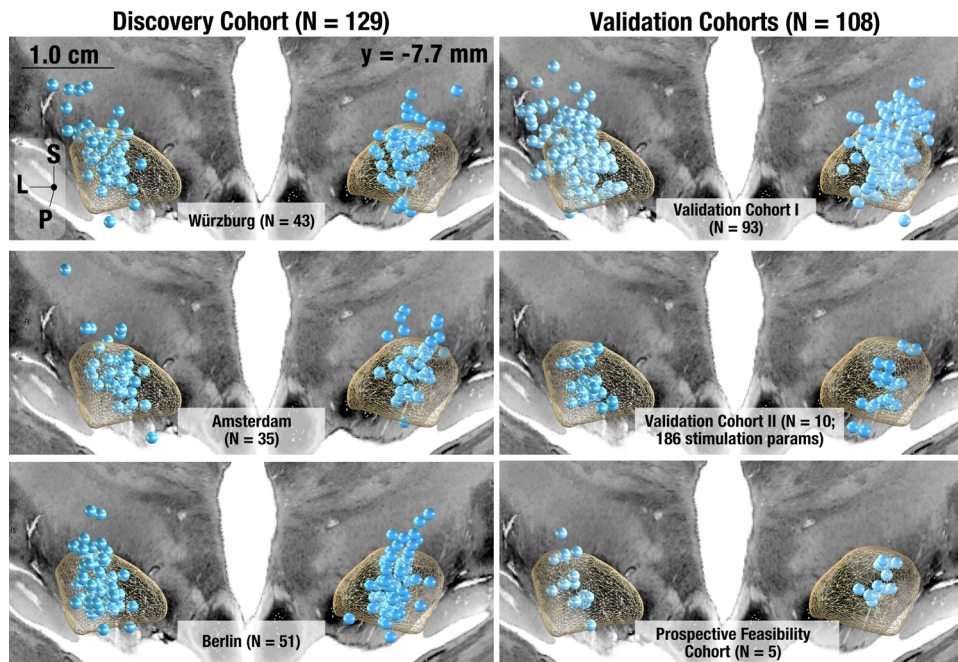 Discovery Cohort (N = 129)
Validation Cohorts (N = 108)
1.0 cm
y = -7.7 mm
S
L
P
Würzburg (N = 43)
Validation Cohort I
(N = 93)
Amsterdam
(N = 35)
Validation Cohort II (N = 10;
186 stimulation params)
Berlin (N = 51)
Prospective Feasibility
Cohort (N = 5)